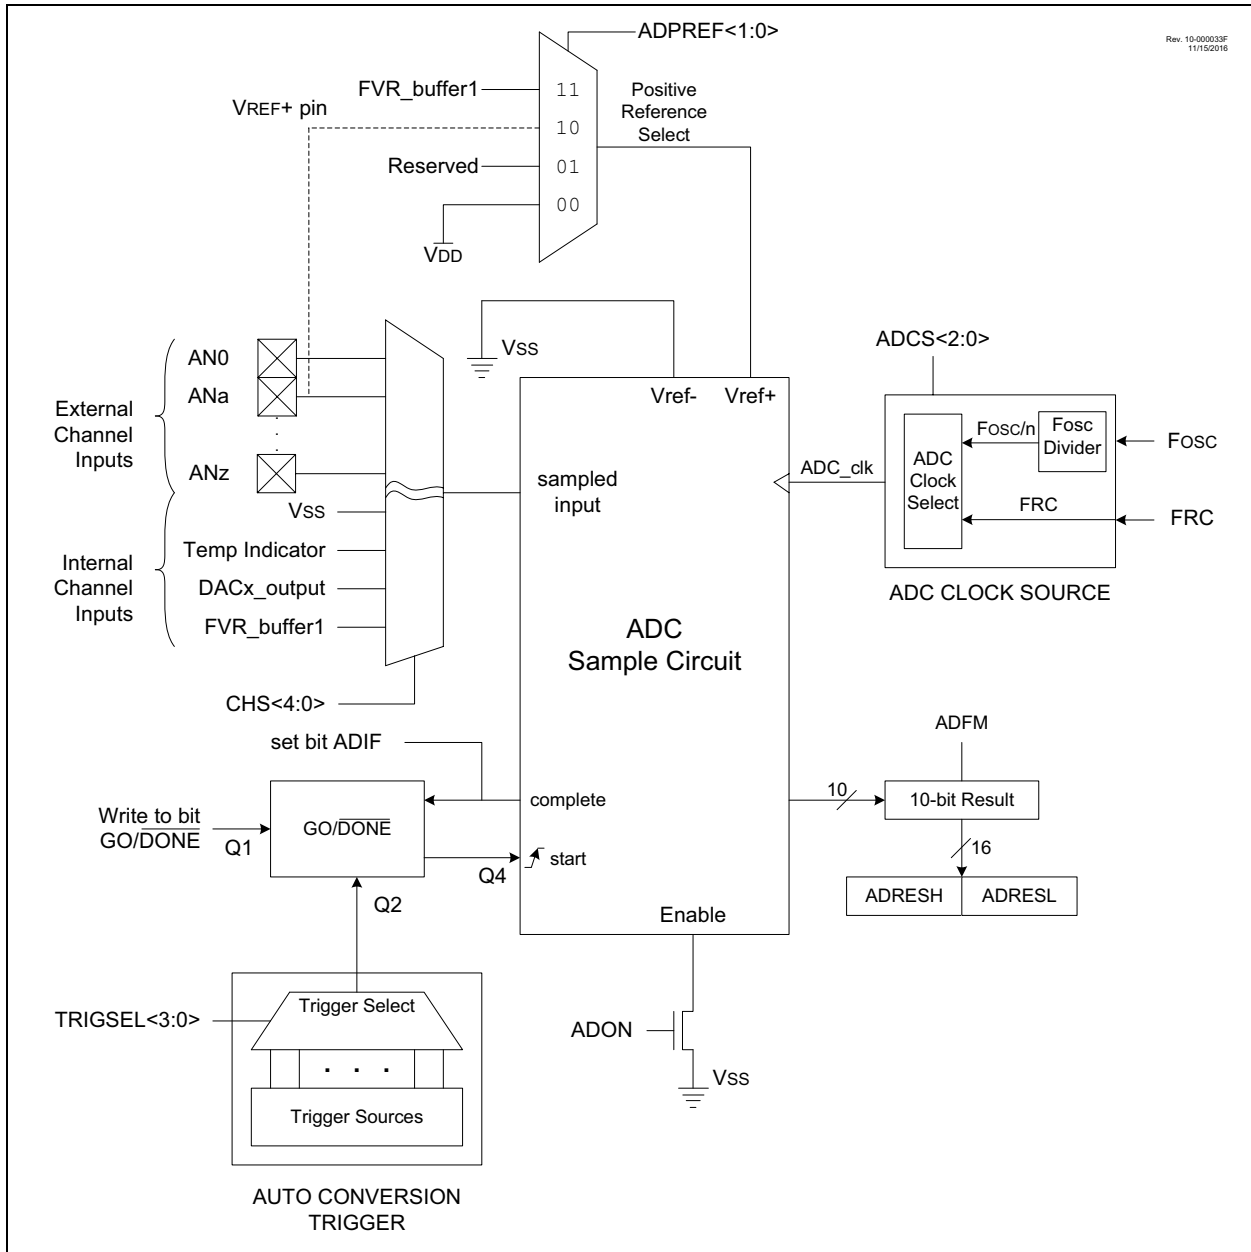 ADPREF<1:0>
Rev. 10-000033F
11/15/2016
FVR_buffer1
11
Positive
Reference
Select
VREF+ pin
10
Reserved
01
00
VDD
VSS
AN0
ANa
External
Channel
Inputs
ANz
Vref-
Vref+
ADCS<2:0>
FOSC/n
Fosc
Divider
FOSC
ADC
Clock
Select
ADC_clk
FRC
FRC
ADC CLOCK SOURCE
sampled
input
VSS
Temp Indicator
Internal
Channel
Inputs
DACx_output
FVR_buffer1
ADC
Sample Circuit
CHS<4:0>
set bit ADIF
ADFM
complete
10
10-bit Result
Write to bit
GO/DONE
Q1
GO/DONE
Q4
start
16
Q2
ADRESH
ADRESL
Enable
TRIGSEL<3:0>
Trigger Select
. . .
Trigger Sources
ADON
VSS
AUTO CONVERSION
TRIGGER